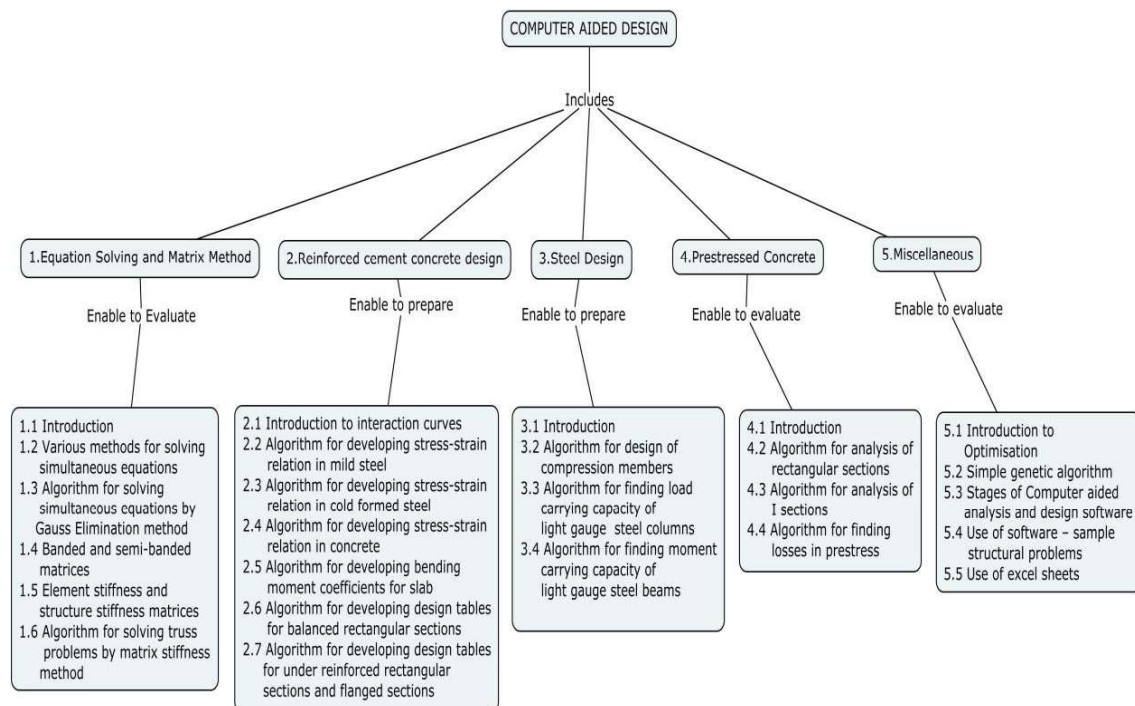 COMPUTER AIDED DESIGN
Includes
1.Equation Solving and Matrix Method
2.Reinforced cement concrete design
3.Steel Design
4.Prestressed Concrete
5.Miscellaneous
Enable to Evaluate
Enable to prepare
Enable to prepare
Enable to evaluate
Enable to evaluate
1.1 Introduction
1.2 Various methods for solving
simultaneous equations
1.3 Algorithm for solving
simultaneous equations by
Gauss Elimination method
1.4 Banded and semi-banded
matrices
1.5 Element stiffness and
structure stiffness matrices
1.6 Algorithm for solving truss
problems by matrix stiffness
method
2.1 Introduction to interaction curves
2.2 Algorithm for developing stress-strain
relation in mild steel
2.3 Algorithm for developing stress-strain
relation in cold formed steel
2.4 Algorithm for developing stress-strain
relation in concrete
2.5 Algorithm for developing bending
moment coefficients for slab
2.6 Algorithm for developing design tables
for balanced rectangular sections
2.7 Algorithm for developing design tables
for under reinforced rectangular
sections and flanged sections
3.1 Introduction
3.2 Algorithm for design of
compression members
3.3 Algorithm for finding load
carrying capacity of
light gauge steel columns
3.4 Algorithm for finding moment
carrying capacity of
light gauge steel beams
4.1 Introduction
4.2 Algorithm for analysis of
rectangular sections
4.3 Algorithm for analysis of
I sections
4.4 Algorithm for finding
losses in prestress
5.1 Introduction to
Optimisation
5.2 Simple genetic algorithm
5.3 Stages of Computer aided
analysis and design software
5.4 Use of software – sample
structural problems
5.5 Use of excel sheets